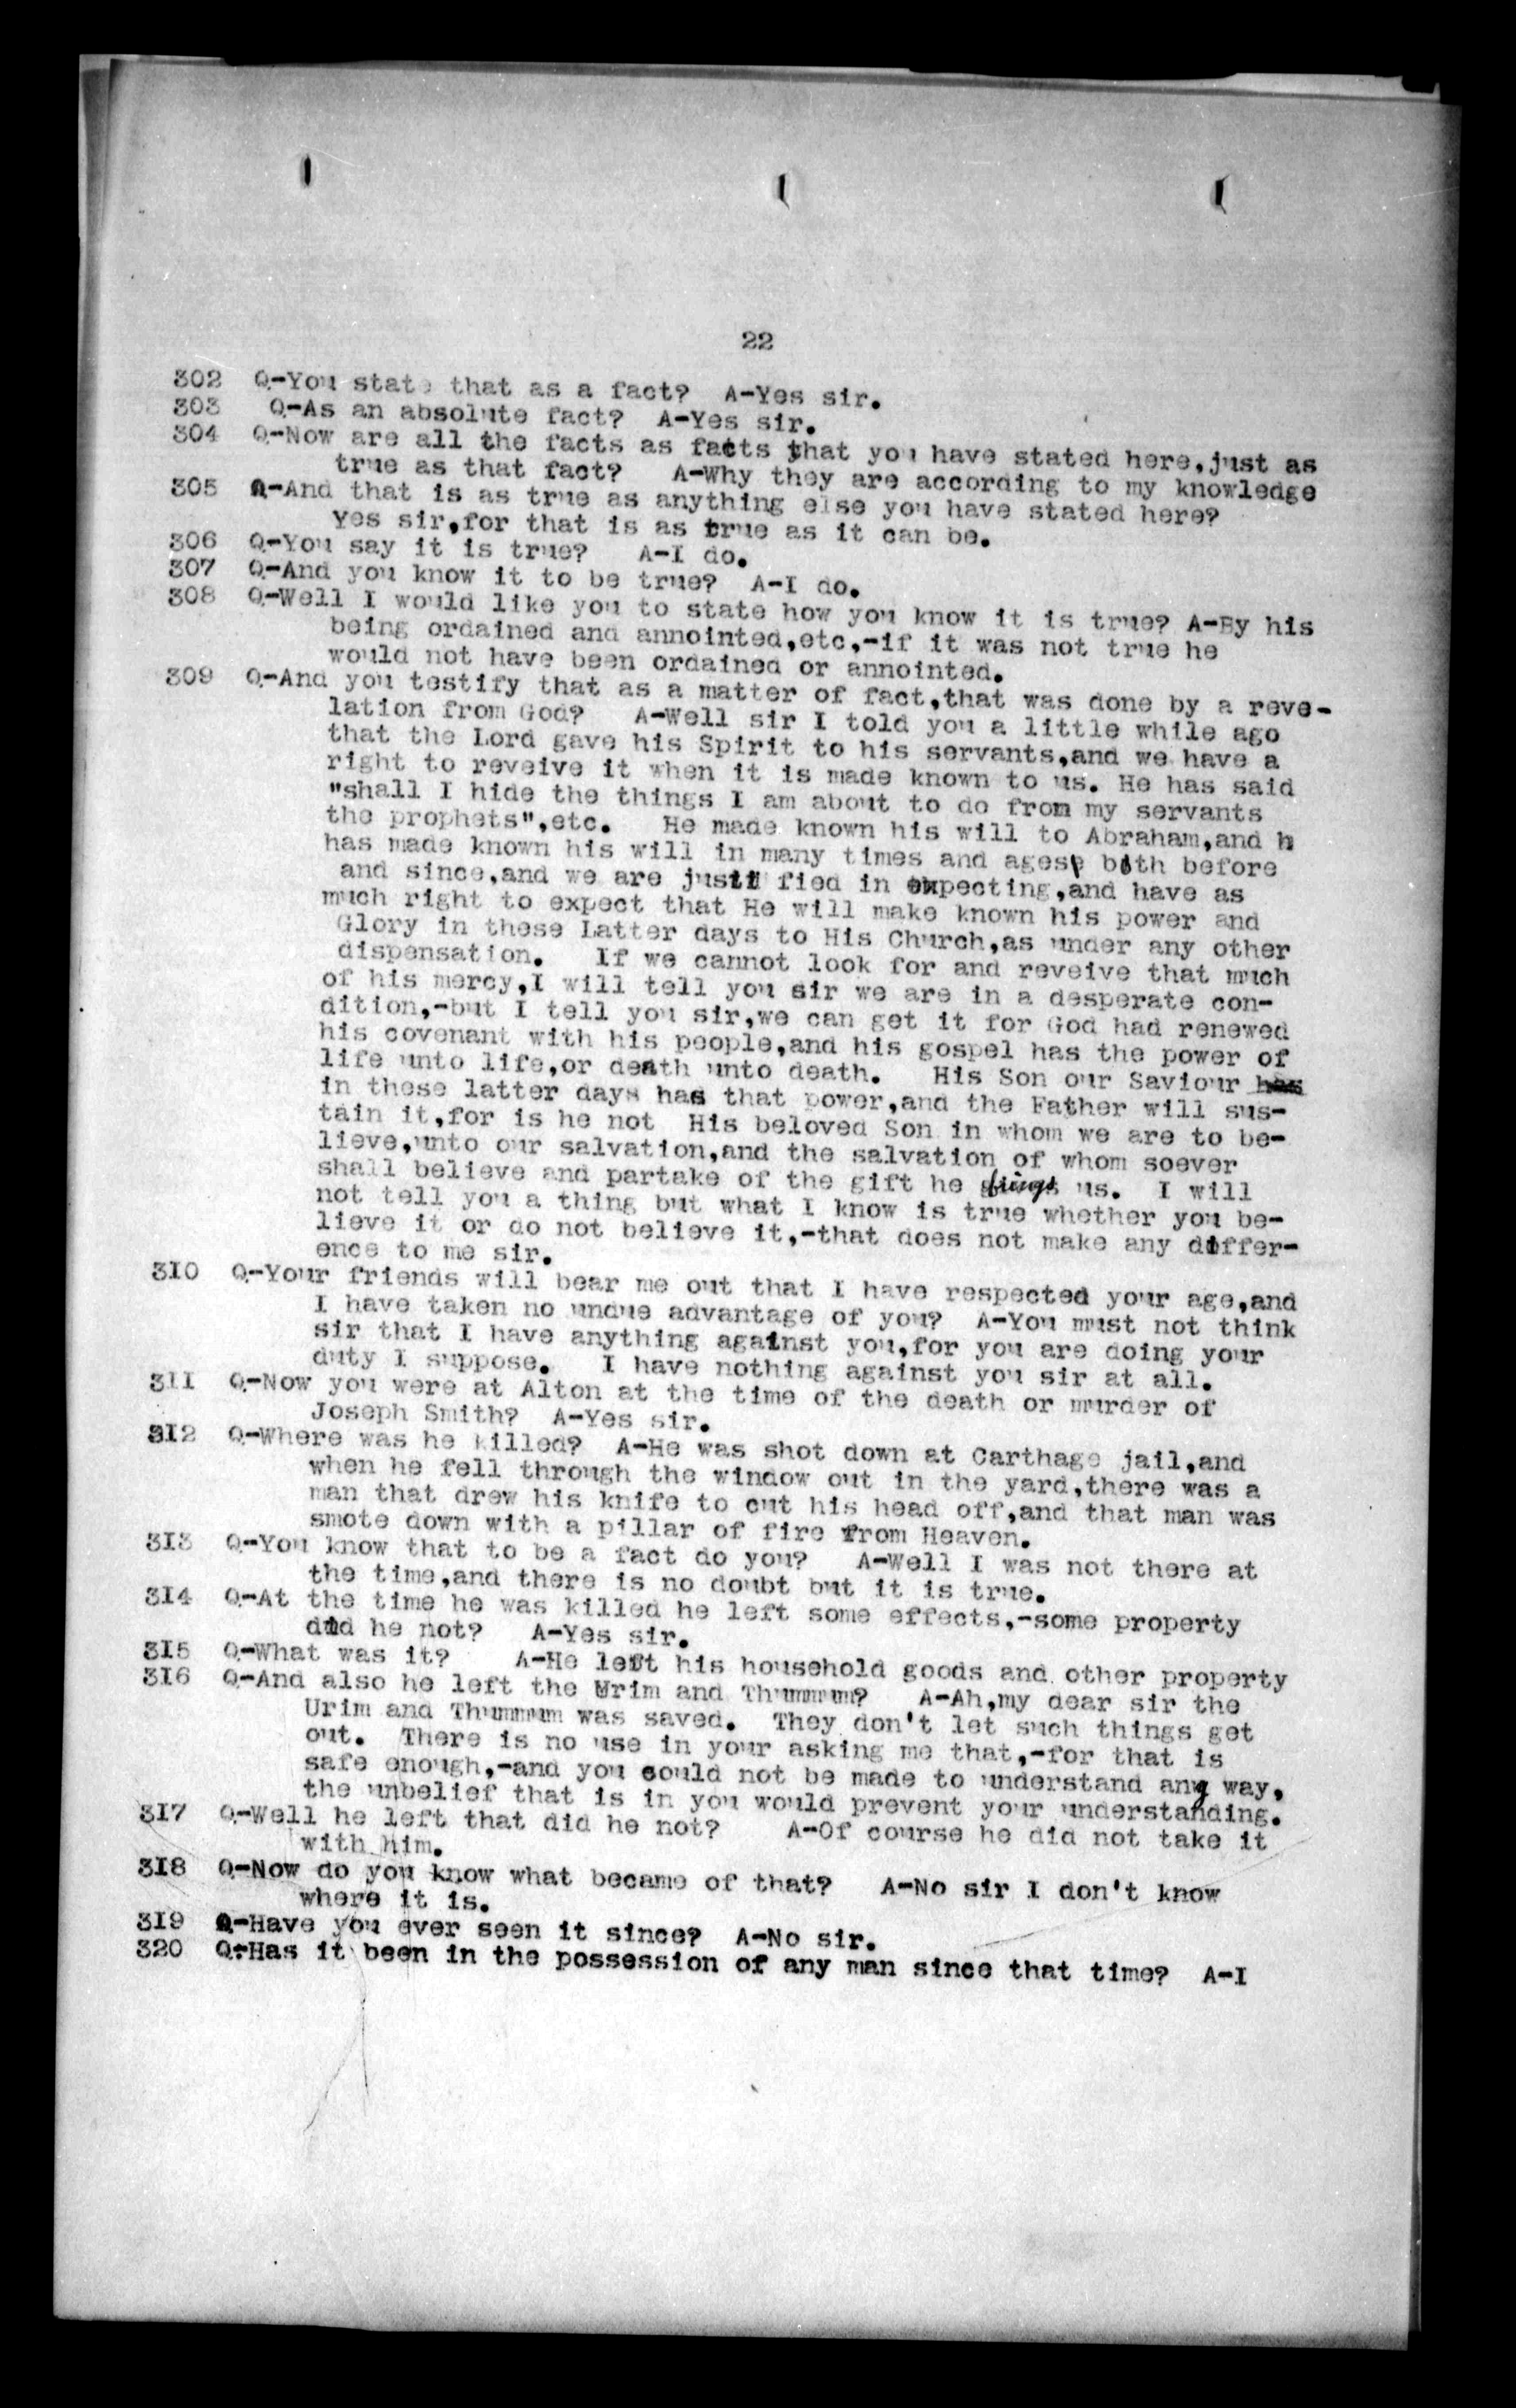 22
302 Q-You state that as a fact? A-Yes sir.
303 Q-As an absolute fact? A-Yes sir.
304 Q-Now are all the facts as facts that you have stated here,just as
true as that fact? A-Why they are according to my knowledge
305 Q-And that is as true as anything else you have stated here?
Yes sir,for that is as true as it can be.
306 Q-You say it is true? A-I do.
307 Q-And you know it to be true? A-I do.
308 Q-Well I would like you to state how you know it is true? A-By his
being ordained and annointed,etc,-if it was not true he
would not have been ordained or annointed.
309 Q-And you testify that as a matter of fact,that was done by a reve-
lation from God? A-Well sir I told you a little while ago
that the Lord gave his Spirit to his servants,and we have a
right to reveive it when it is made known to us. He has said
"shall I hide the things I am about to do from my servants
the prophets",etc. He made known his will to Abraham,and h
has made known his will in many times and ages, both before
and since,and we are justi fied in expecting,and have as
much right to expect that He will make known his power and
Glory in these Latter days to His Church,as under any other
dispensation. If we cannot look for and reveive that much
of his mercy,I will tell you sir we are in a desperate con-
dition,-but I tell you sir,we can get it for God had renewed
his covenant with his people,and his gospel has the power of
life unto life,or death unto death. His Son our Saviour has
in these latter days has that power,and the Father will sus-
tain it,for is he not His beloved Son in whom we are to be-
lieve,unto our salvation,and the salvation of whom soever
shall believe and partake of the gift he brings us. I will
not tell you a thing but what I know is true whether you be-
lieve it or do not believe it,-that does not make any differ-
ence to me sir.
310 Q-Your friends will bear me out that I have respected your age,and
I have taken no undue advantage of you? A-You must not think
sir that I have anything against you,for you are doing your
duty I suppose. I have nothing against you sir at all.
311 Q-Now you were at Alton at the time of the death or murder of
Joseph Smith? A-Yes sir.
312 Q-Where was he killed? A-He was shot down at Carthage jail,and
when he fell through the window out in the yard,there was a
man that drew his knife to cut his head off,and that man was
smote down with a pillar of fire from Heaven.
313 Q-You know that to be a fact do you? A-Well I was not there at
the time,and there is no doubt but it is true.
314 Q-At the time he was killed he left some effects,-some property
did he not? A-Yes sir.
315 Q-What was it? A-He left his household goods and other property
316 Q-And also he left the Urim and Thummum? A-Ah,my dear sir the
Urim and Thummum was saved. They don't let such things get
out. There is no use in your asking me that,-for that is
safe enough,-and you could not be made to understand any way,
the unbelief that is in you would prevent your understanding.
317 Q-Well he left that did he not? A-Of course he did not take it
with him.
318 Q-Now do you know what became of that? A-No sir I don't know
where it is.
319 Q-Have you ever seen it since? A-No sir.
320 Q-Has it been in the possession of any man since that time? A-I